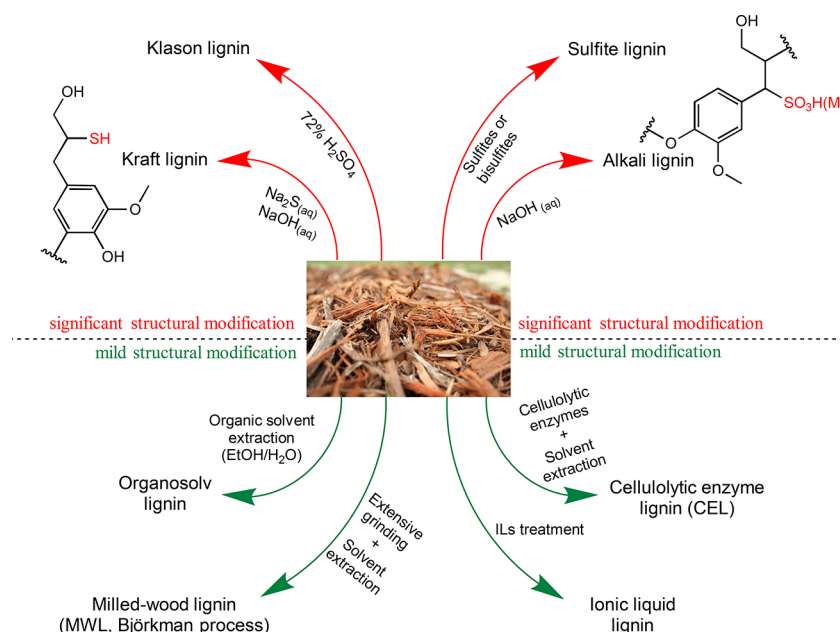 Klason lignin
Sulfite lignin
OH
SO₃H(M
O
O
OH
SH
O
OH
Kraft lignin
Alkali lignin
72% H₂SO₄
Sulfites or
bisulfites
Na₂S(aq)
NaOH(aq)
NaOH (aq)
significant structural modification
significant structural modification
mild structural modification
mild structural modification
Organic solvent
extraction
(EtOH/H₂O)
Organosolv
lignin
Extensive
grinding
+
Solvent
extraction
Milled-wood lignin
(MWL, Björkman process)
Cellulolytic
enzymes
+
Solvent
extraction
Cellulolytic enzyme
lignin (CEL)
ILs treatment
Ionic liquid
lignin